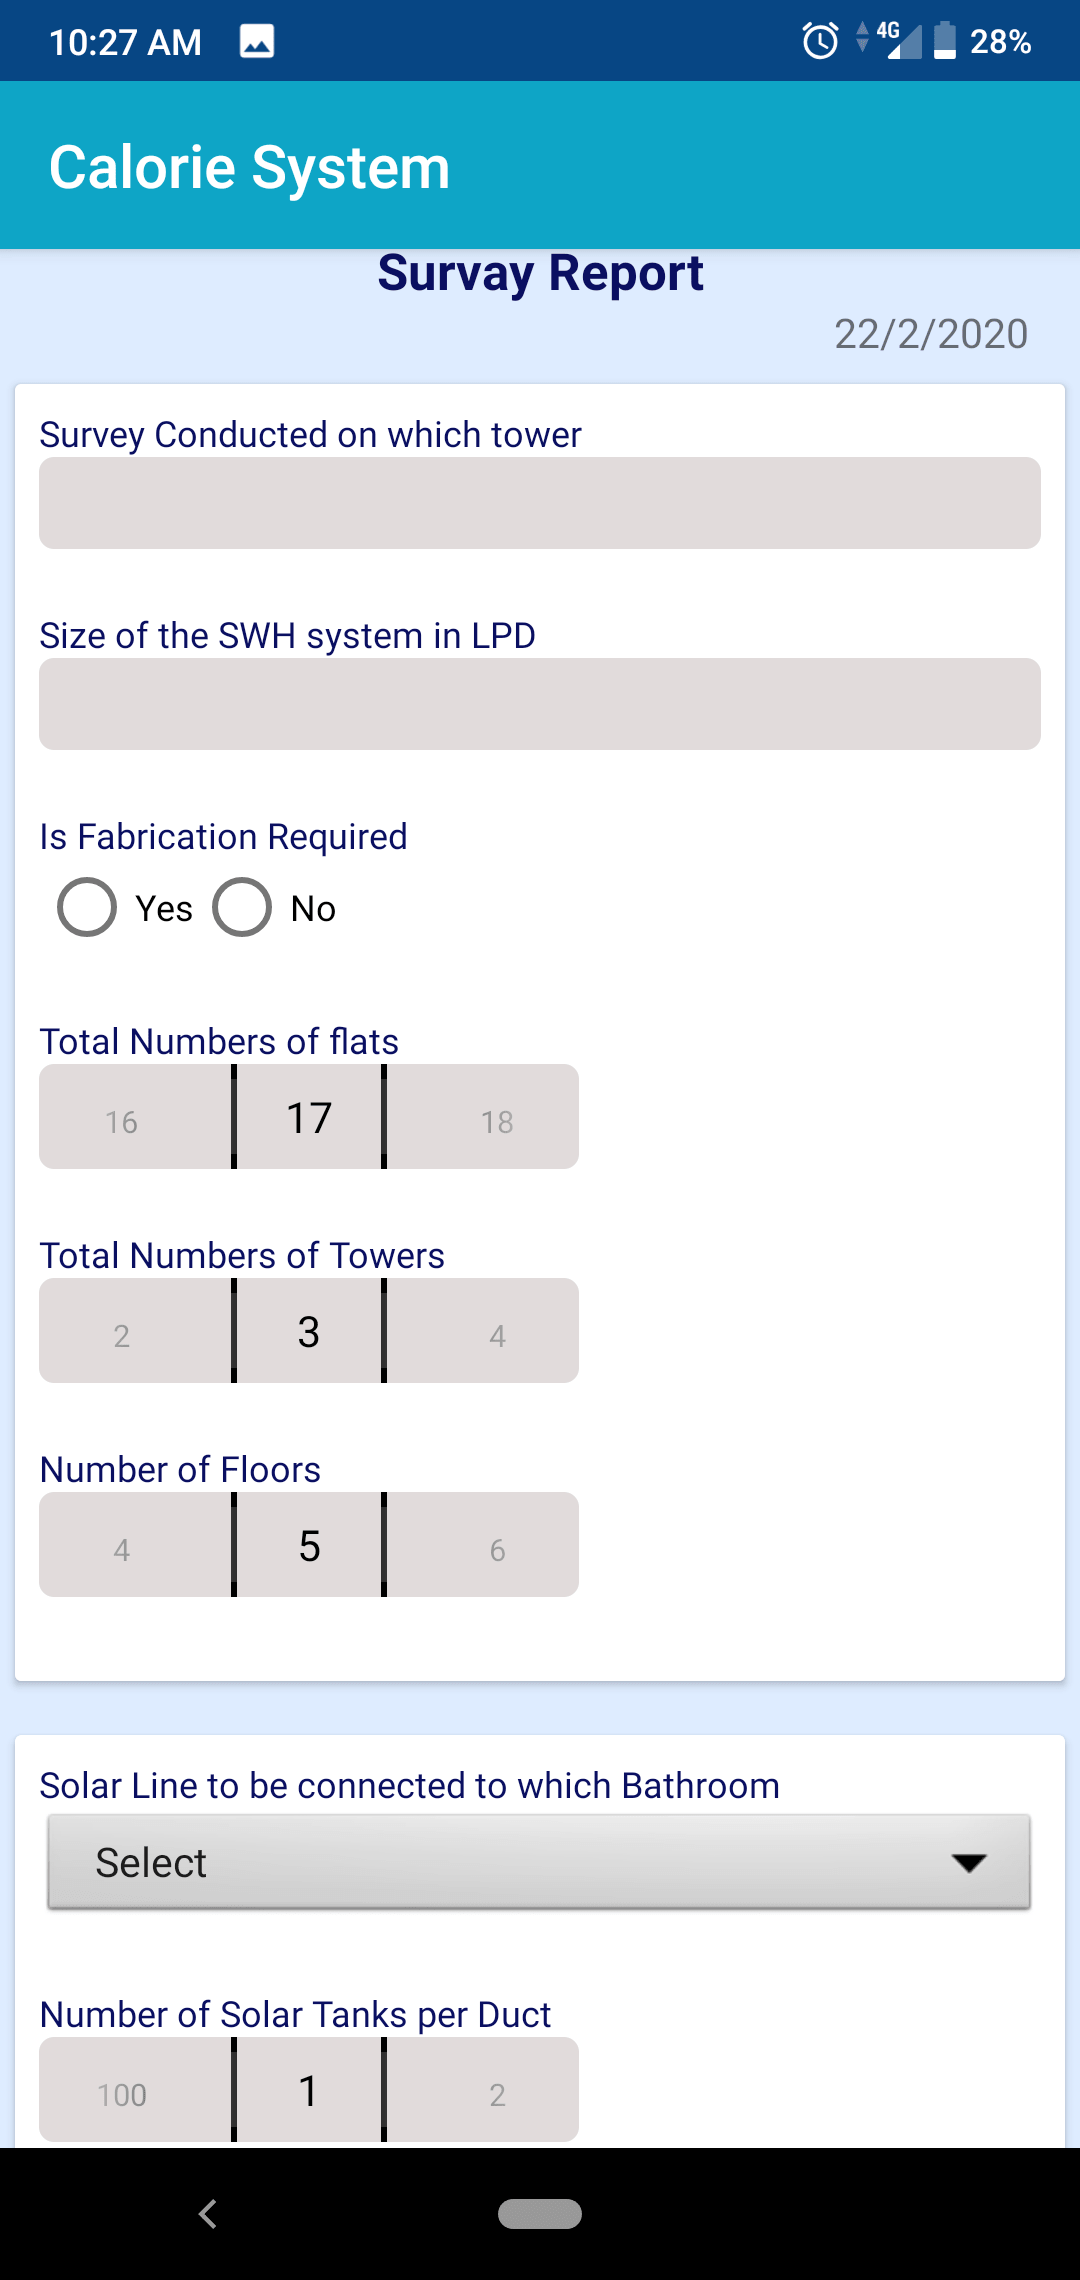 10:27 AM 4G 28%
Calorie System
Survay Report
22/2/2020
Survey Conducted on which tower
Size of the SWH system in LPD
Is Fabrication Required
Yes No
Total Numbers of flats
16 17 18
Total Numbers of Towers
2 3 4
Number of Floors
4 5 6
Solar Line to be connected to which Bathroom
Select
Number of Solar Tanks per Duct
100 1 2